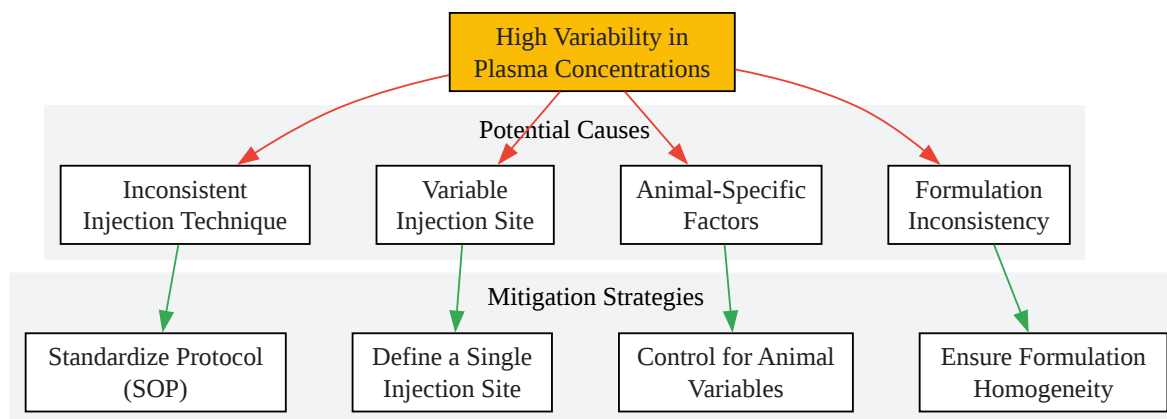 High Variability in
Plasma Concentrations
Potential Causes
Inconsistent
Injection Technique
Variable
Injection Site
Animal-Specific
Factors
Formulation
Inconsistency
Mitigation Strategies
Standardize Protocol
(SOP)
Define a Single
Injection Site
Control for Animal
Variables
Ensure Formulation
Homogeneity